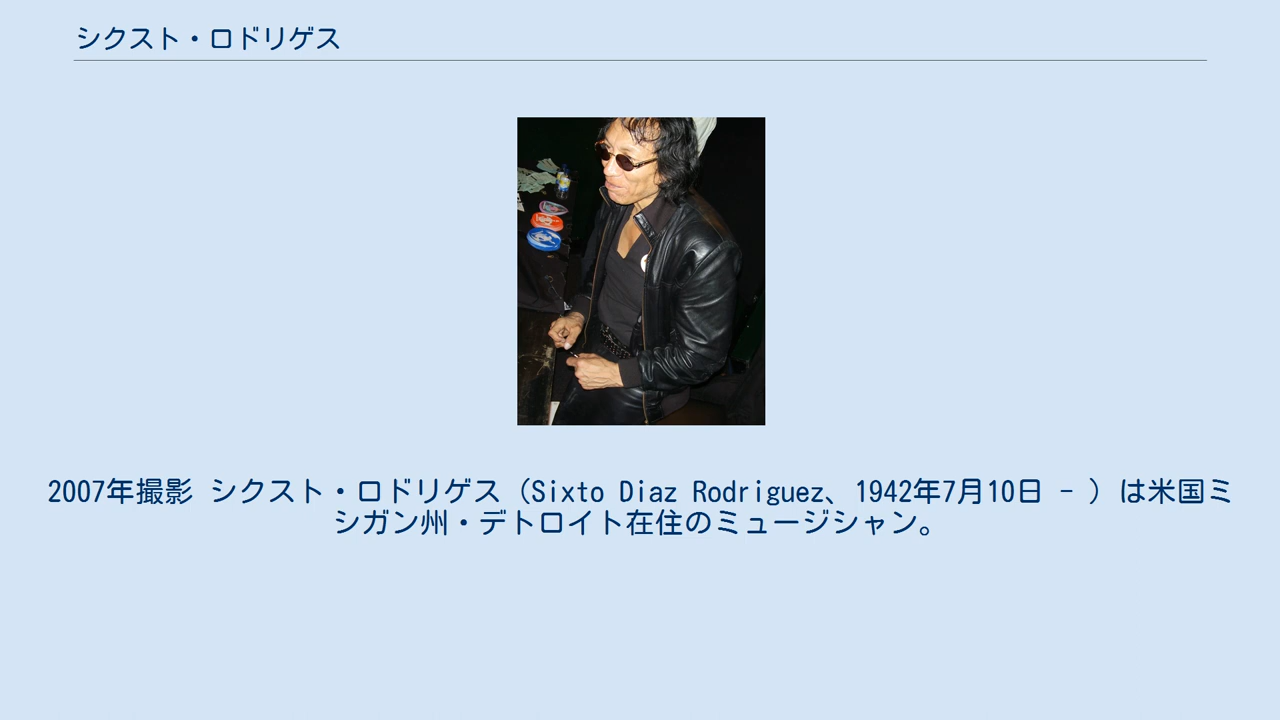 シクスト・ロドリゲス
2007年撮影 シクスト・ロドリゲス（Sixto Diaz Rodriguez、1942年7月10日 - ）は米国ミ
シガン州・デトロイト在住のミュージシャン。